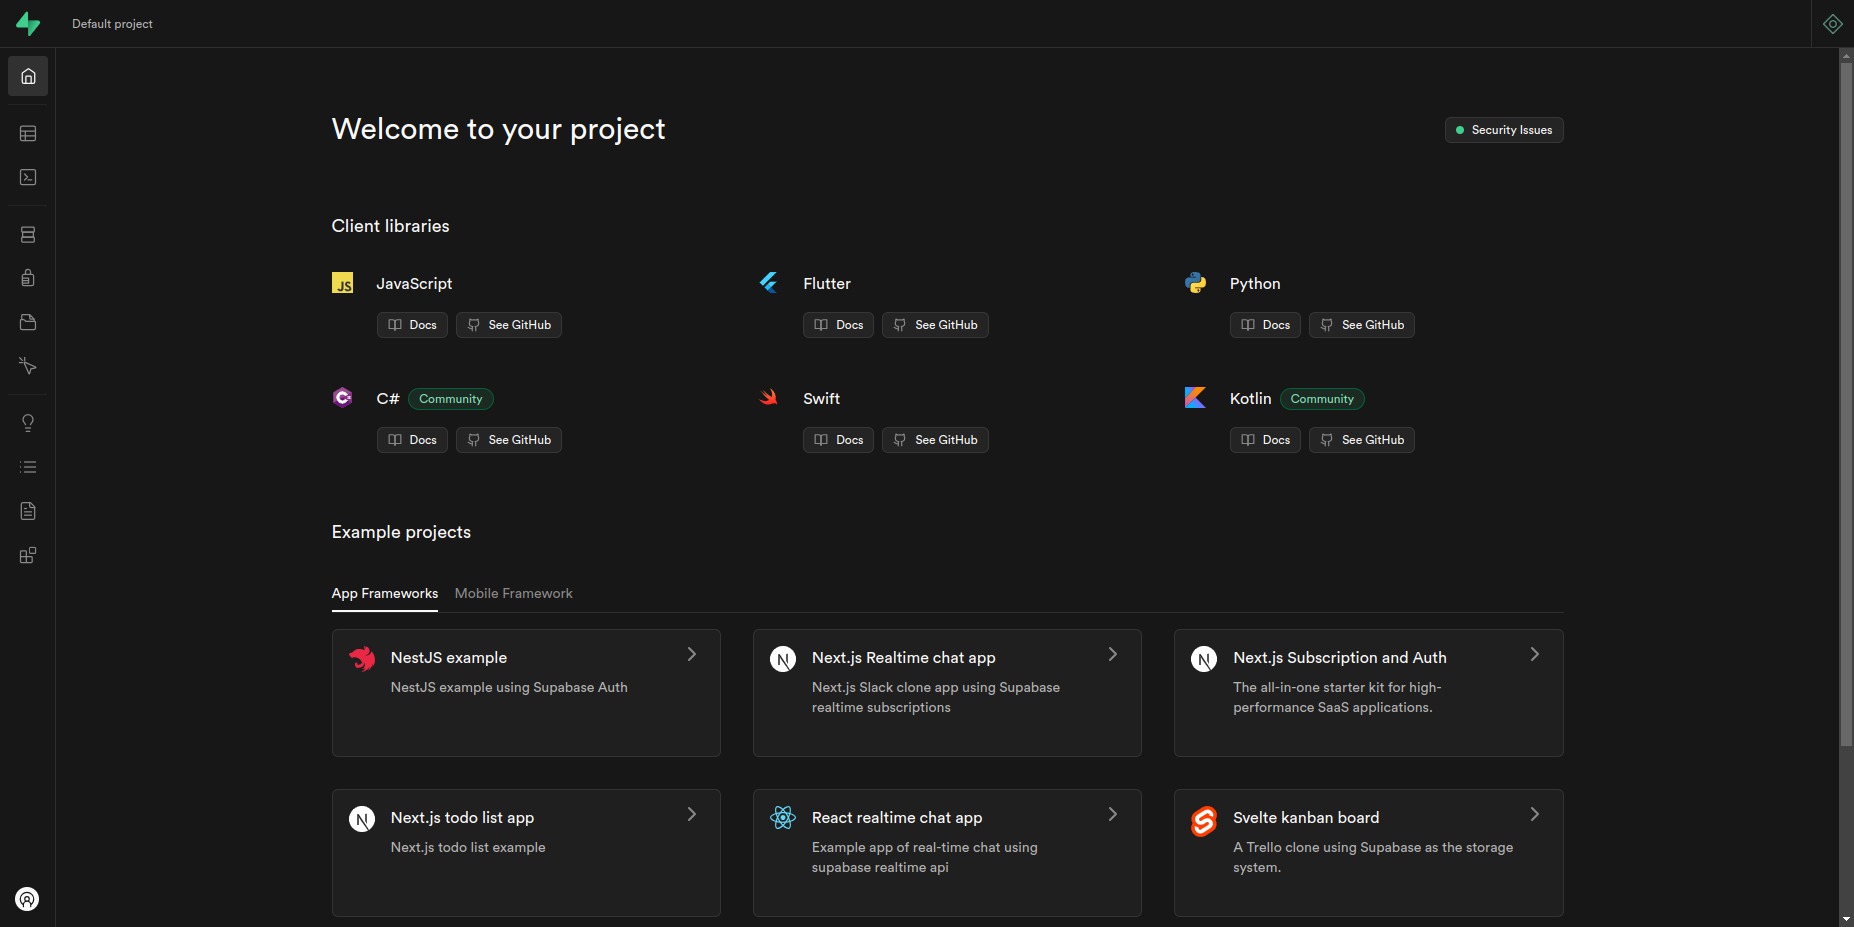 Default project
Welcome to your project
Security Issues
Client libraries
JS
JavaScript
Docs
See GitHub
Flutter
Docs
See GitHub
Python
Docs
See GitHub
C
C#
Community
Docs
See GitHub
Swift
Docs
See GitHub
Kotlin
Community
Docs
See GitHub
Example projects
App Frameworks
Mobile Framework
NestJS example
NestJS example using Supabase Auth
N
Next.js Realtime chat app
Next.js Slack clone app using Supabase
realtime subscriptions
N
Next.js Subscription and Auth
The all-in-one starter kit for high-
performance SaaS applications.
N
Next.js todo list app
Next.js todo list example
React realtime chat app
Example app of real-time chat using
supabase realtime api
Svelte kanban board
A Trello clone using Supabase as the storage
system.